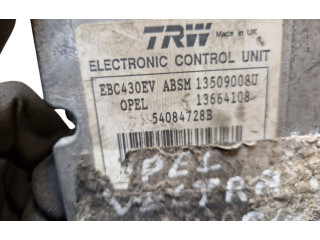 TRW Made in UK
ELECTRONIC CONTROL UNIT
EBC430EV ABSM 13509008U
OPEL 13664108
54084728B
OPEL
VECTRA